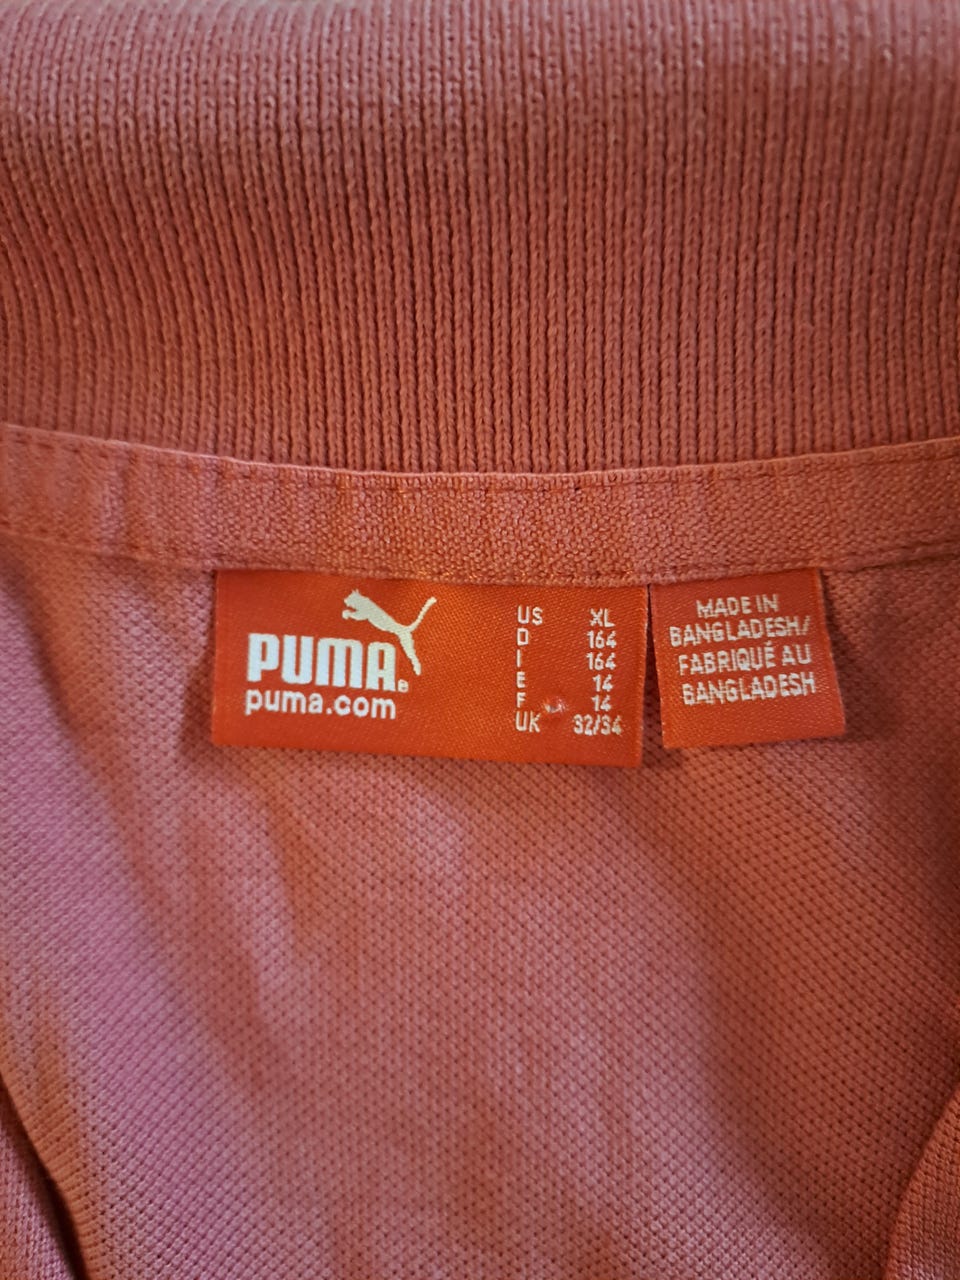 PUMA®
puma.com
US XL
D 164
I 164
E 14
F 14
UK 32/34
MADE IN
BANGLADESH/
FABRIQUÉ AU
BANGLADESH